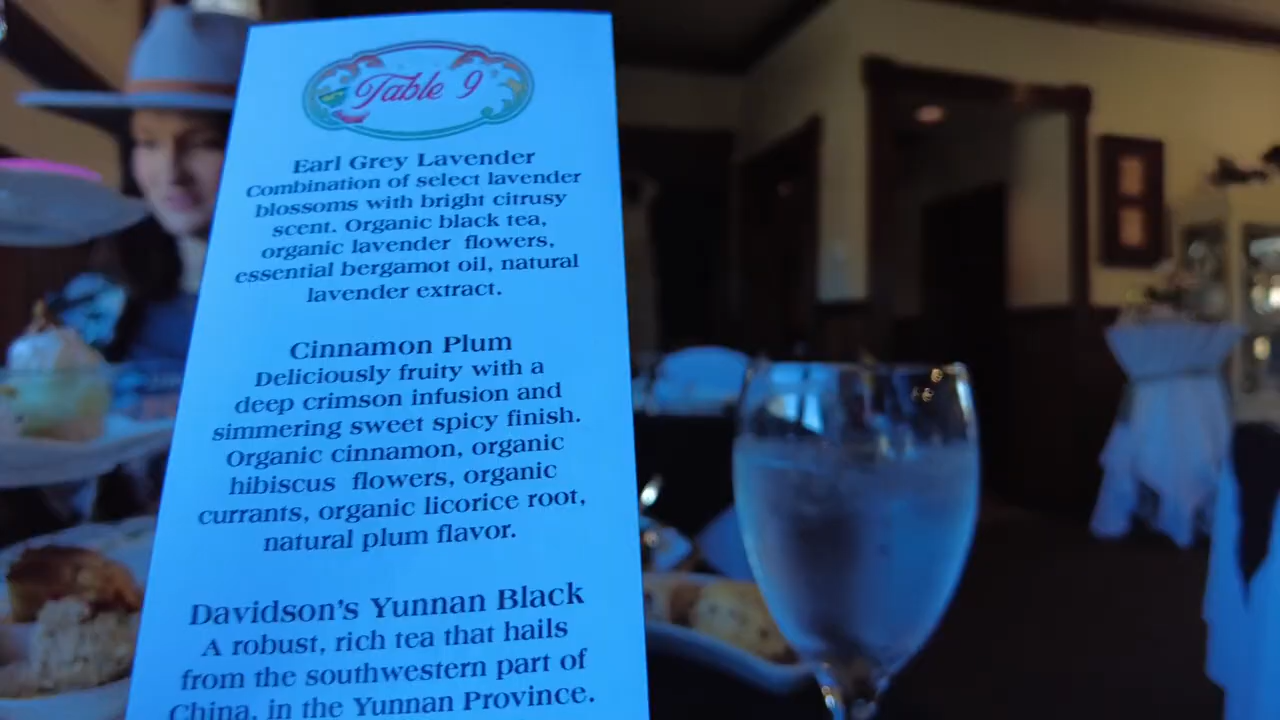 Table 9
Earl Grey Lavender
Combination of select lavender
blossoms with bright citrusy
scent. Organic black tea,
organic lavender flowers,
essential bergamot oil, natural
lavender extract.
Cinnamon Plum
Deliciously fruity with a
deep crimson infusion and
simmering sweet spicy finish.
Organic cinnamon, organic
hibiscus flowers, organic
currants, organic licorice root,
natural plum flavor.
Davidson's Yunnan Black
A robust, rich tea that hails
from the southwestern part of
China, in the Yunnan Province.